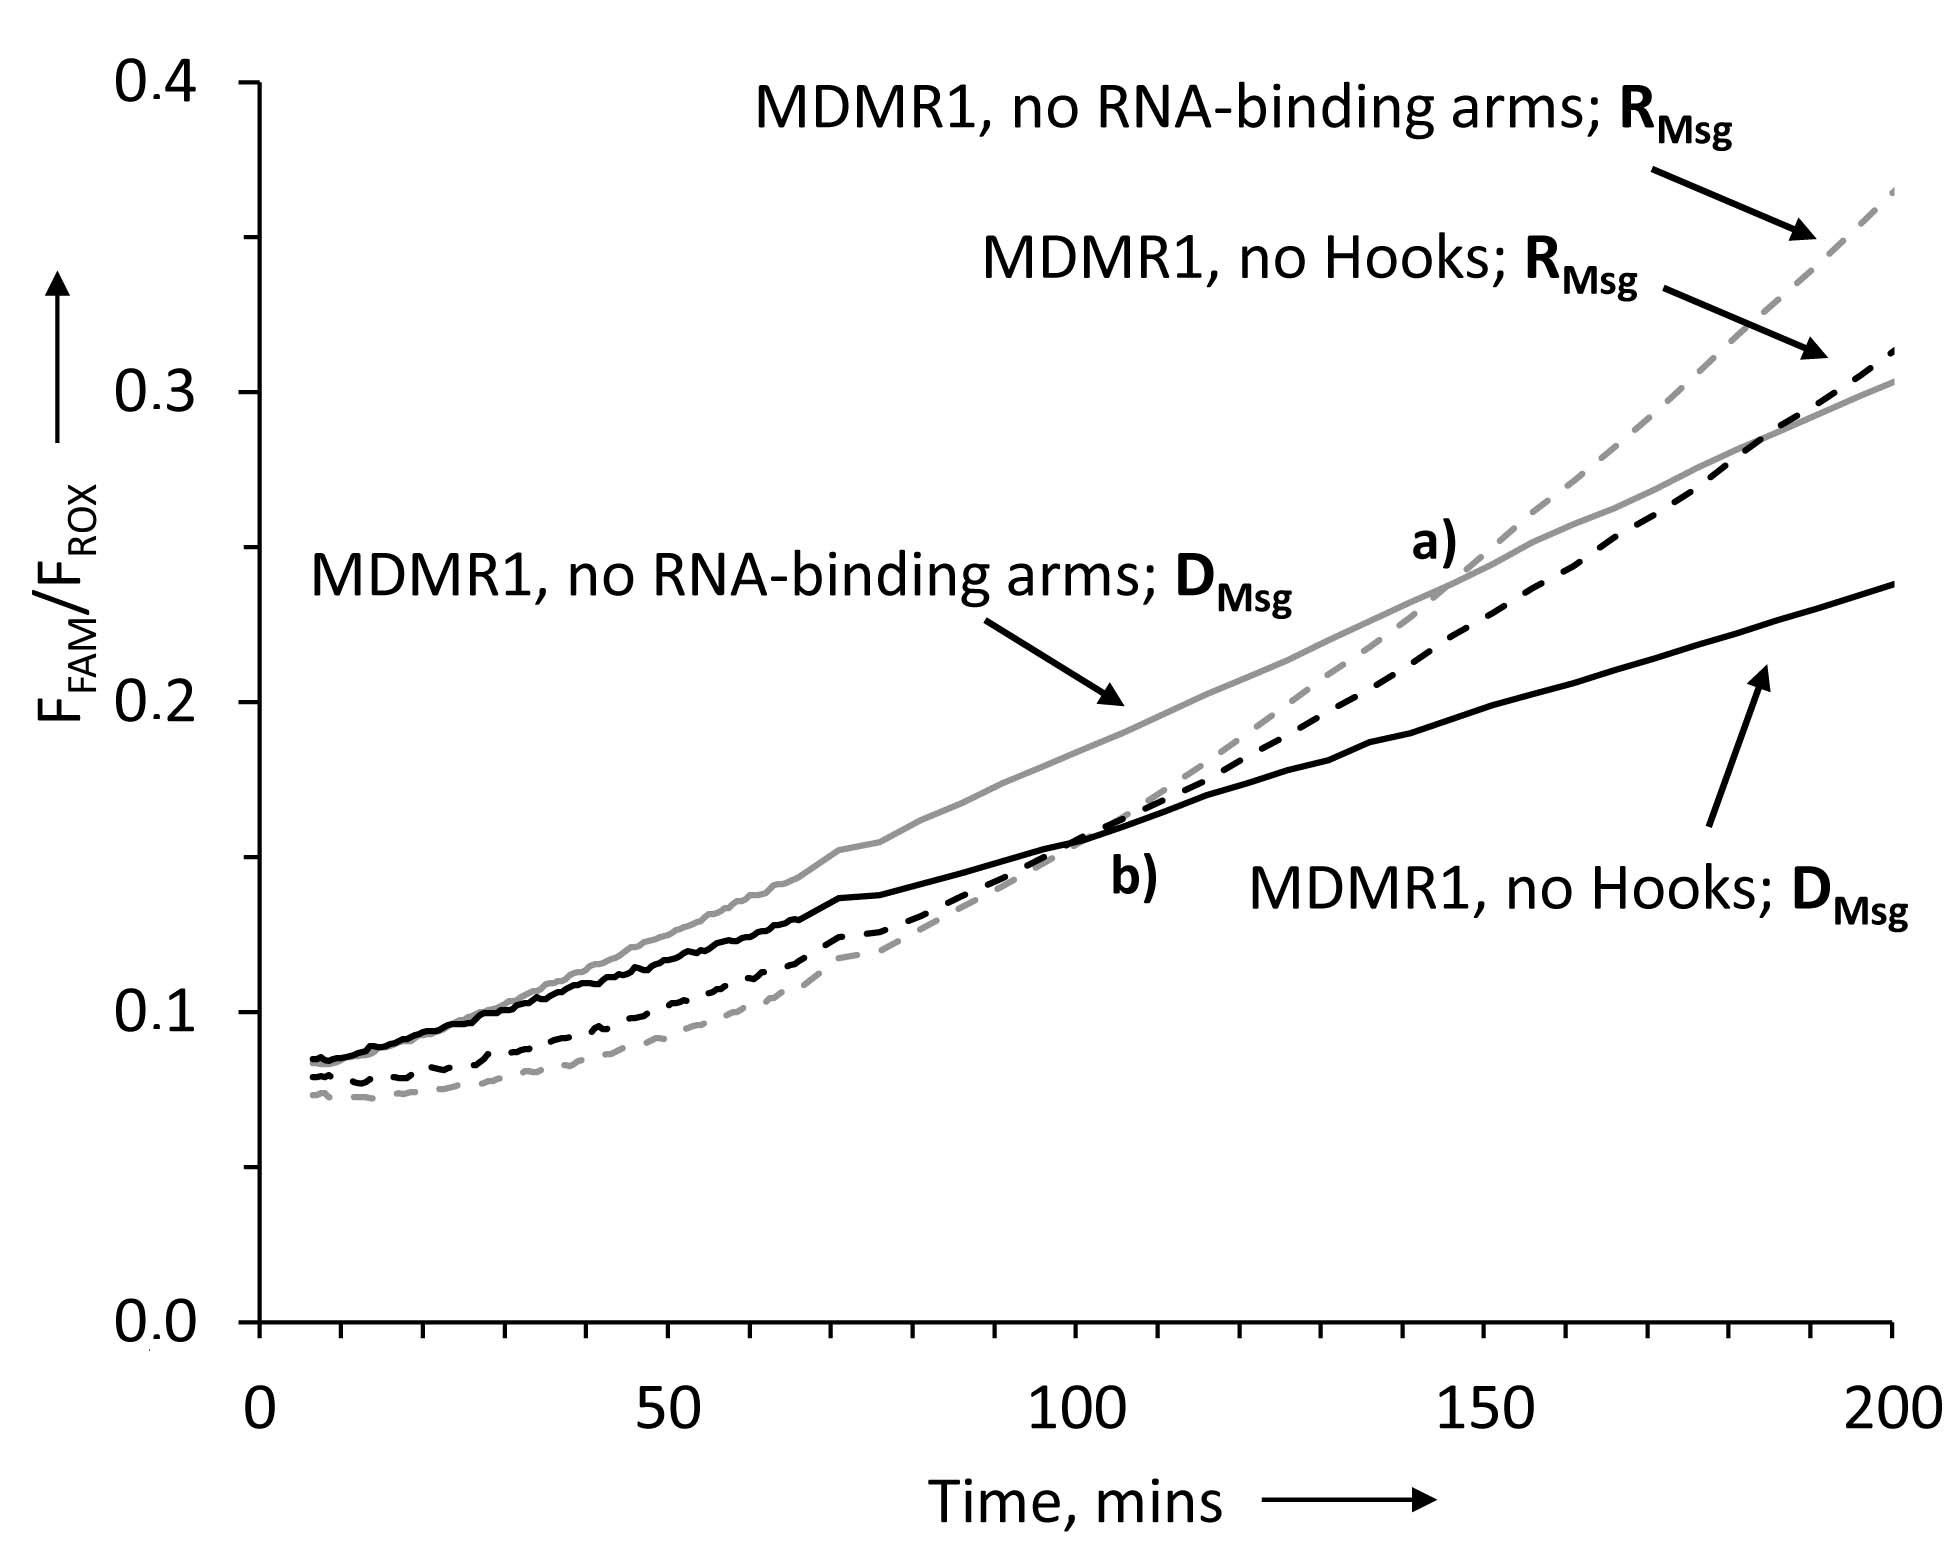 0.4
MDMR1, no RNA-binding arms; RMsg
MDMR1, no Hooks; RMsg
0.3
a)
MDMR1, no RNA-binding arms; DMsg
FFAM/FROX
0.2
b)
MDMR1, no Hooks; DMsg
0.1
0.0
0 50 100 150 200
Time, mins